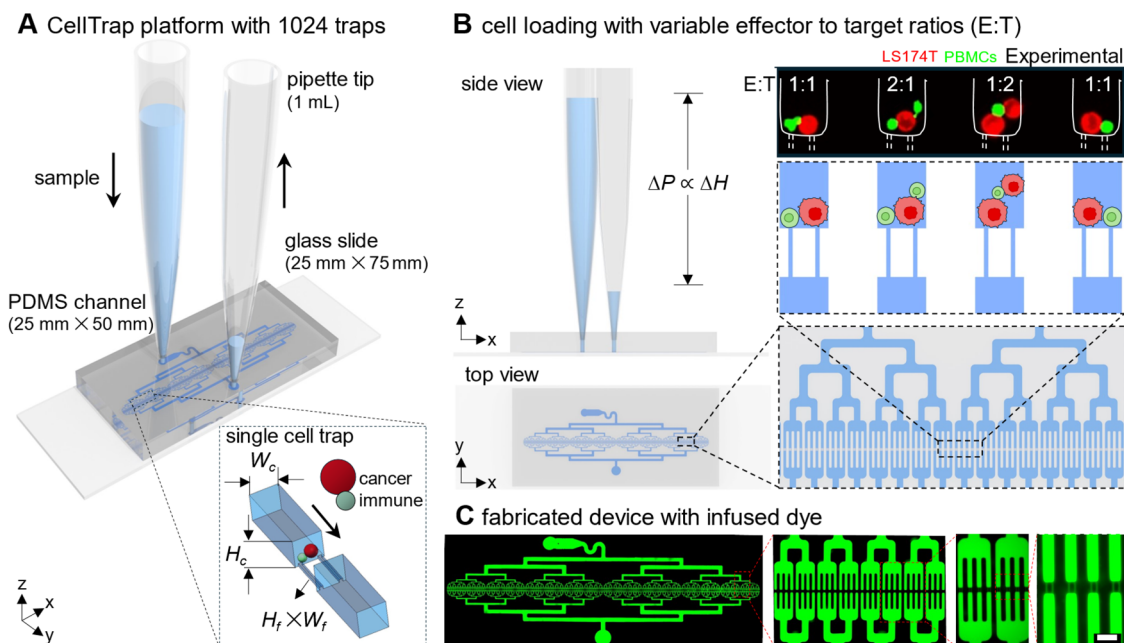 A CellTrap platform with 1024 traps
pipette tip
(1 mL)
sample
glass slide
(25 mm × 75 mm)
PDMS channel
(25 mm × 50 mm)
single cell trap
W_c
cancer
immune
H_c
H_f × W_f
z
x
y
B cell loading with variable effector to target ratios (E:T)
LS174T PBMCs Experimental
side view
E:T 1:1 2:1 1:2 1:1
ΔP ∝ ΔH
z
x
top view
y
x
C fabricated device with infused dye